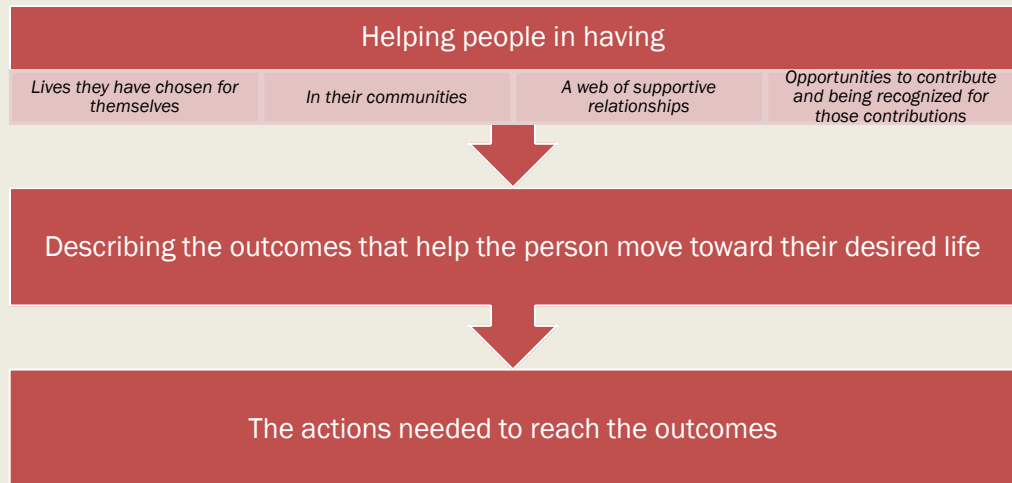 Helping people in having
Lives they have chosen for
themselves
In their communities
A web of supportive
relationships
Opportunities to contribute
and being recognized for
those contributions
Describing the outcomes that help the person move toward their desired life
The actions needed to reach the outcomes